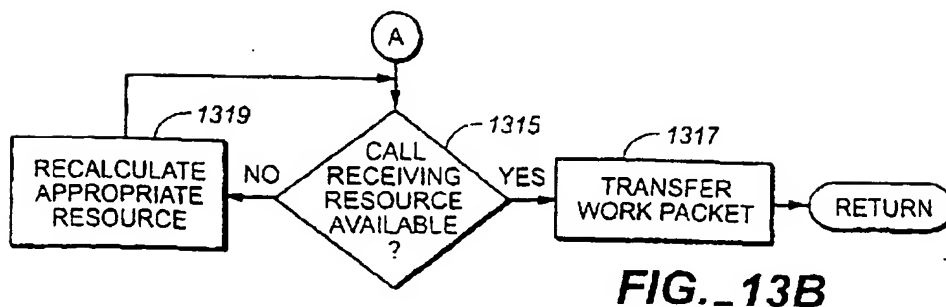 A
1319
1315
1317
RECALCULATE
APPROPRIATE
RESOURCE
NO
CALL
RECEIVING
RESOURCE
AVAILABLE
?
YES
TRANSFER
WORK PACKET
RETURN
FIG._13B